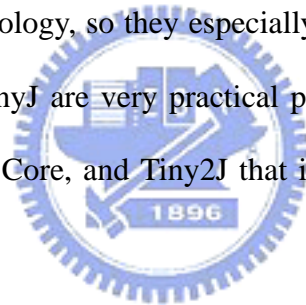 ology, so they especially
nyJ are very practical p
Core, and Tiny2J that i
1896